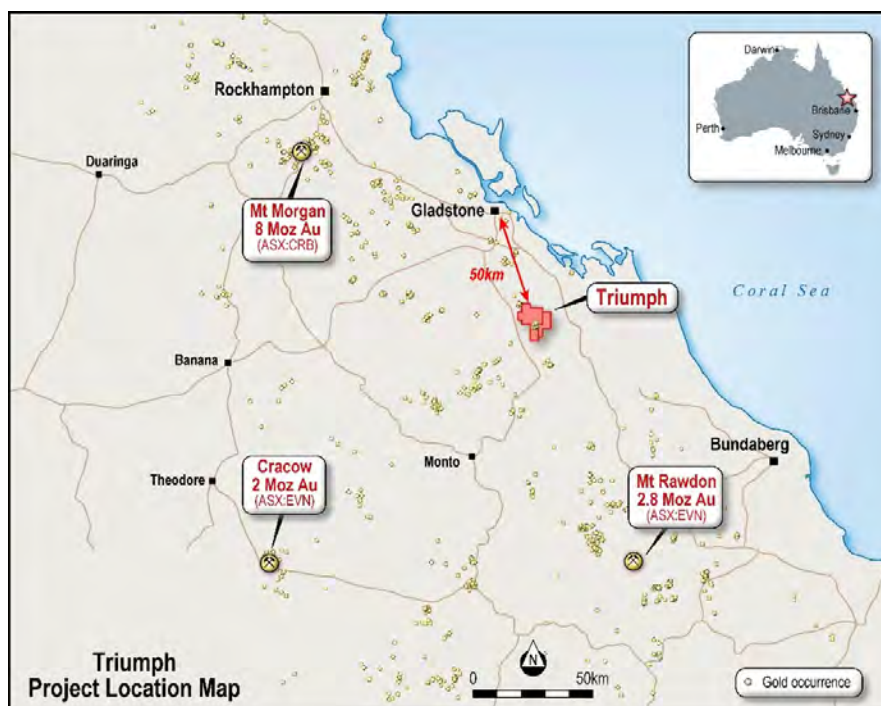 Darwin
Brisbane
Perth
Sydney
Melbourne
Rockhampton
Duaringa
Mt Morgan
8 Moz Au
(ASX:CRB)
Gladstone
50km
Triumph
Coral Sea
Banana
Bundaberg
Monto
Theodore
Cracow
2 Moz Au
(ASX:EVN)
Mt Rawdon
2.8 Moz Au
(ASX:EVN)
Triumph
Project Location Map
N
0 50km
Gold occurrence